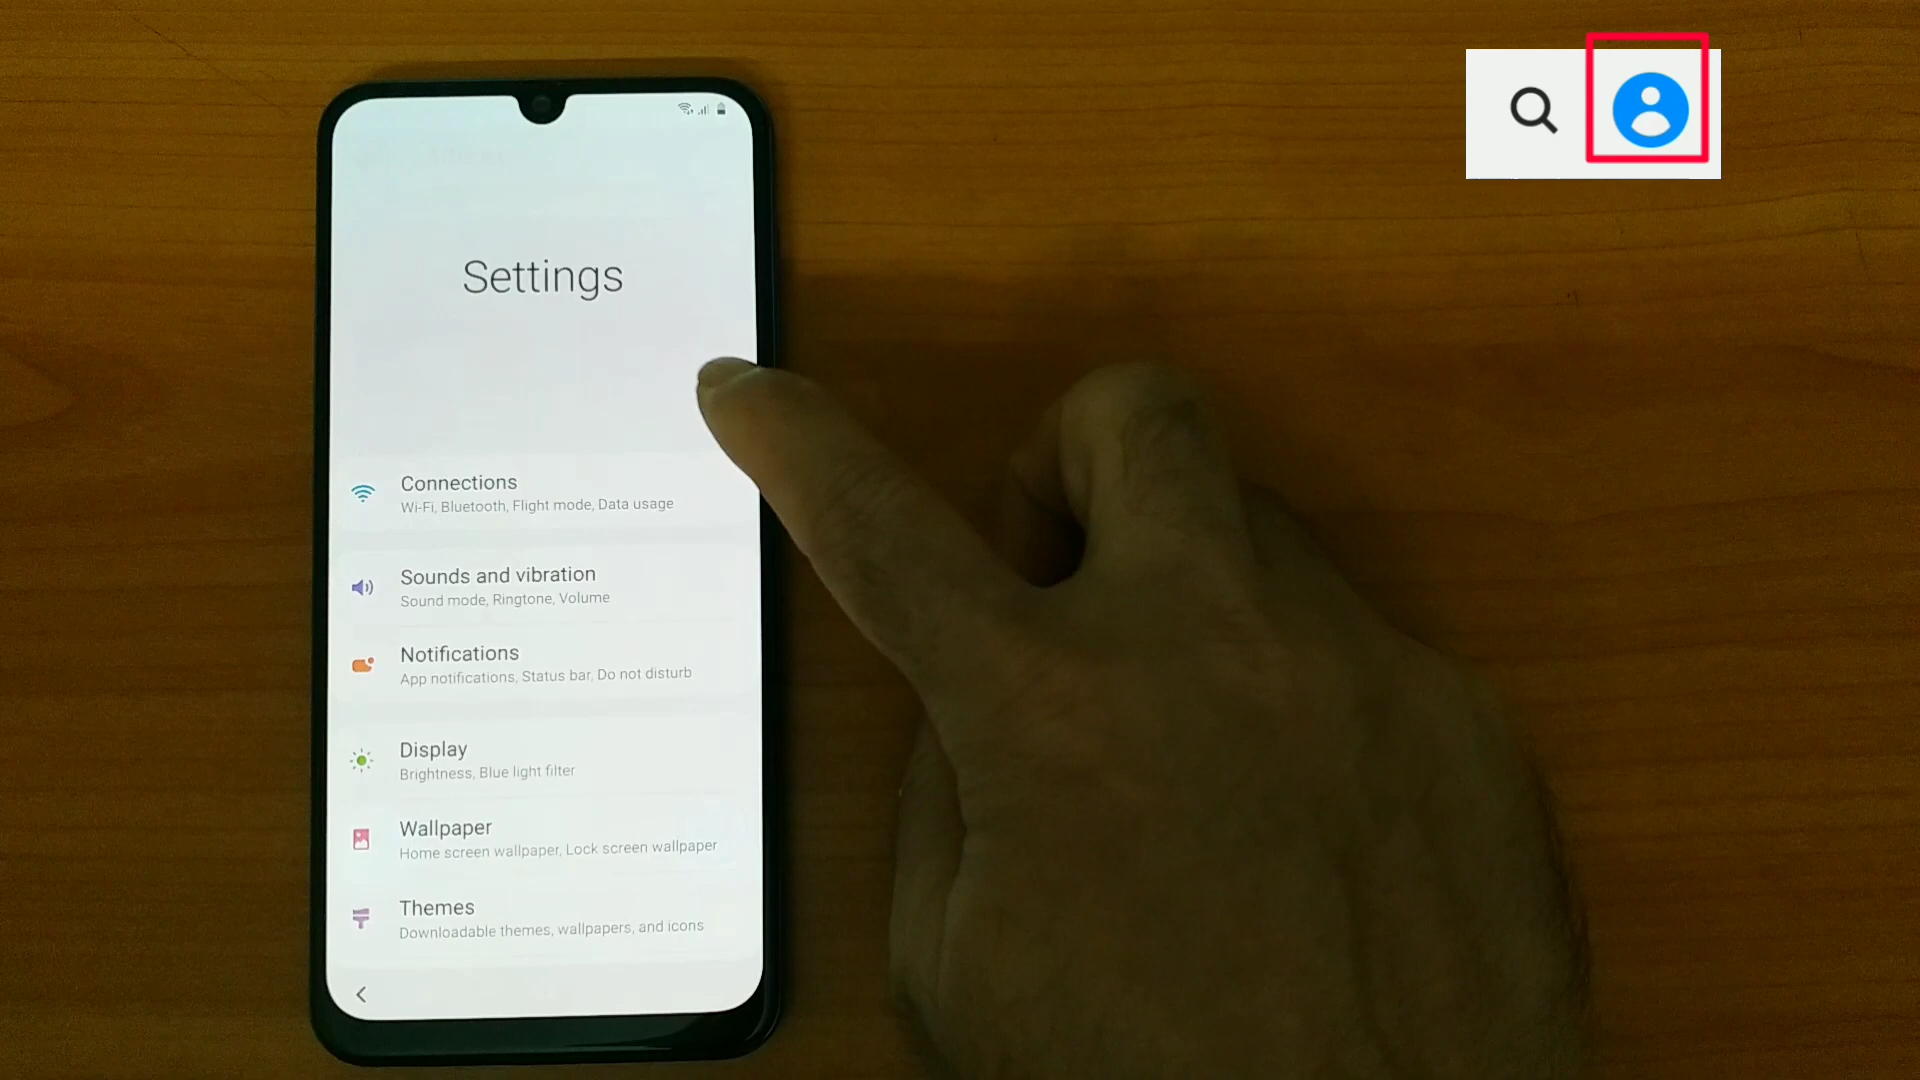 Settings
Connections
Wi-Fi, Bluetooth, Flight mode, Data usage
Sounds and vibration
Sound mode, Ringtone, Volume
Notifications
App notifications, Status bar, Do not disturb
Display
Brightness, Blue light filter
Wallpaper
Home screen wallpaper, Lock screen wallpaper
Themes
Downloadable themes, wallpapers, and icons